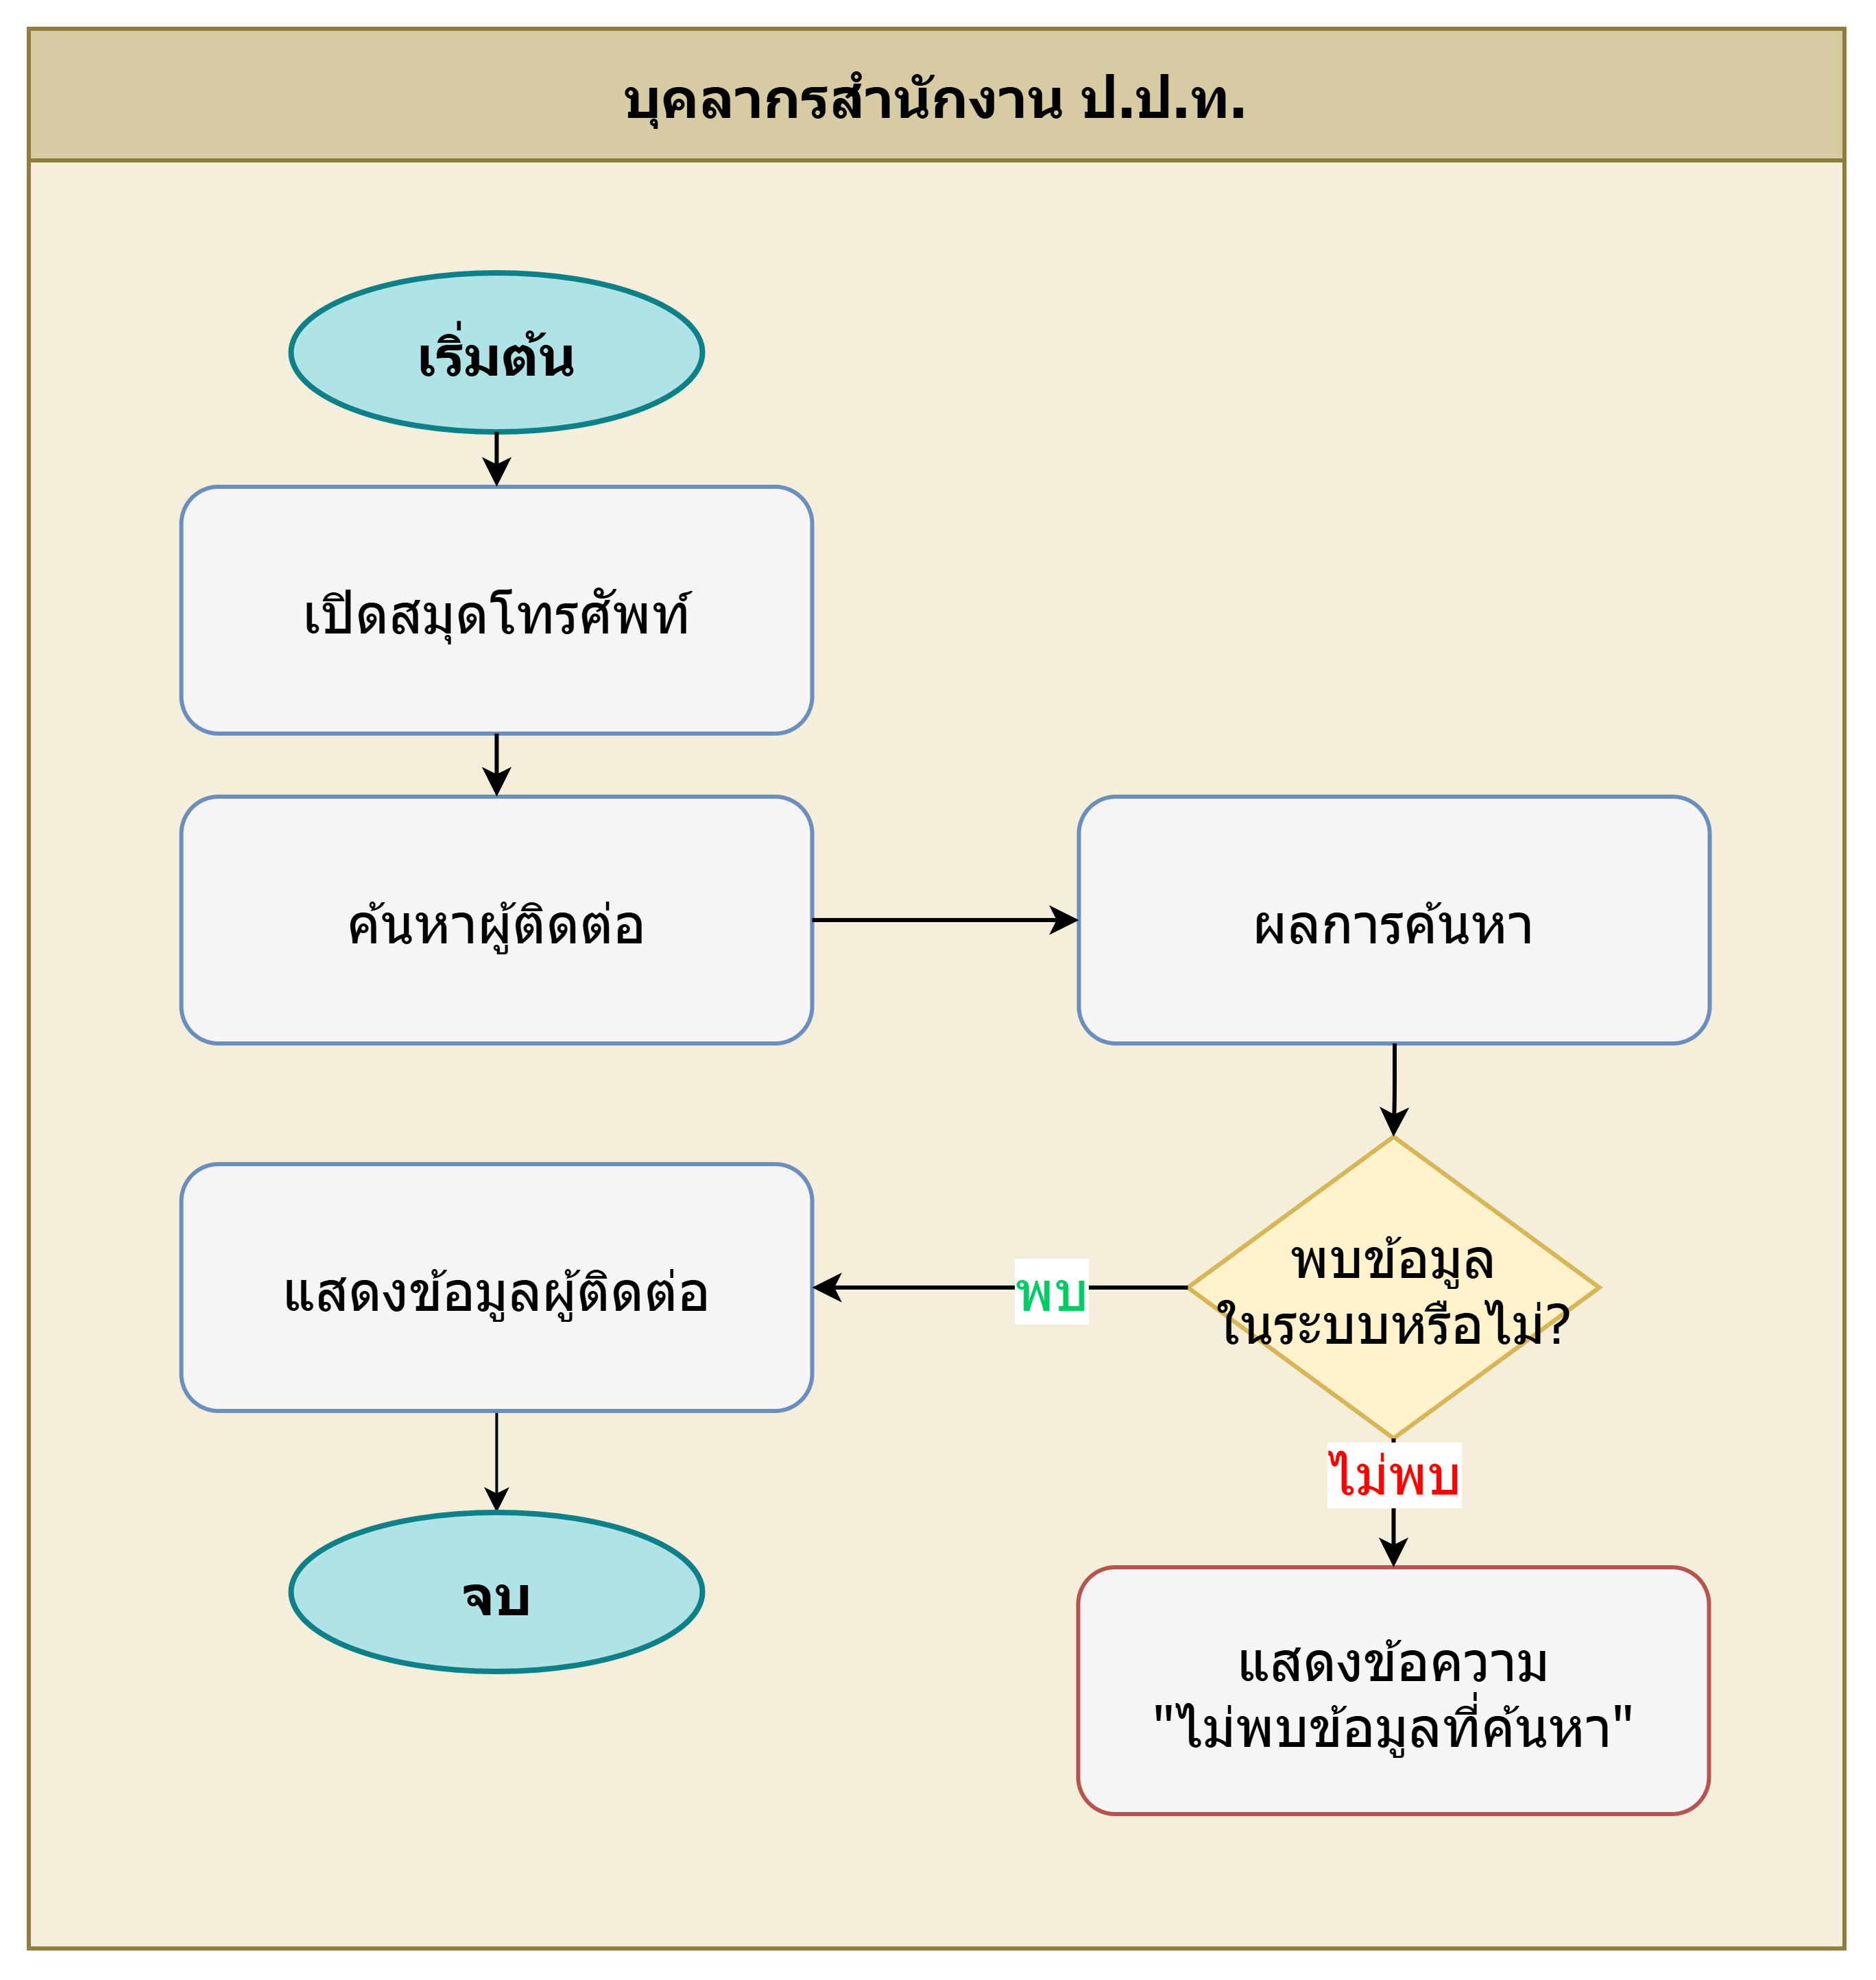 บุคลากรสำนักงาน ป.ป.ท.
เริ่มต้น
เปิดสมุดโทรศัพท์
ค้นหาผู้ติดต่อ
ผลการค้นหา
พบข้อมูล
ในระบบหรือไม่?
พบ
แสดงข้อมูลผู้ติดต่อ
จบ
ไม่พบ
แสดงข้อความ
"ไม่พบข้อมูลที่ค้นหา"